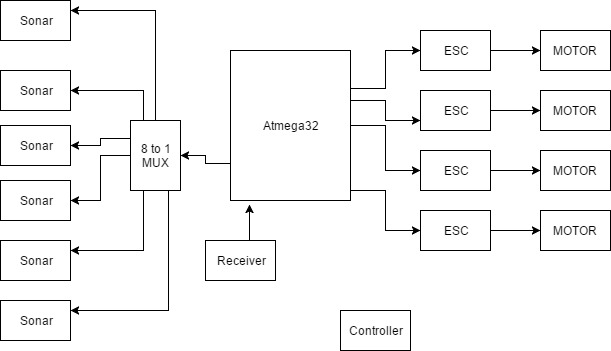 Sonar
Sonar
Sonar
Sonar
Sonar
Sonar
8 to 1
MUX
Atmega32
Receiver
Controller
ESC
MOTOR
ESC
MOTOR
ESC
MOTOR
ESC
MOTOR